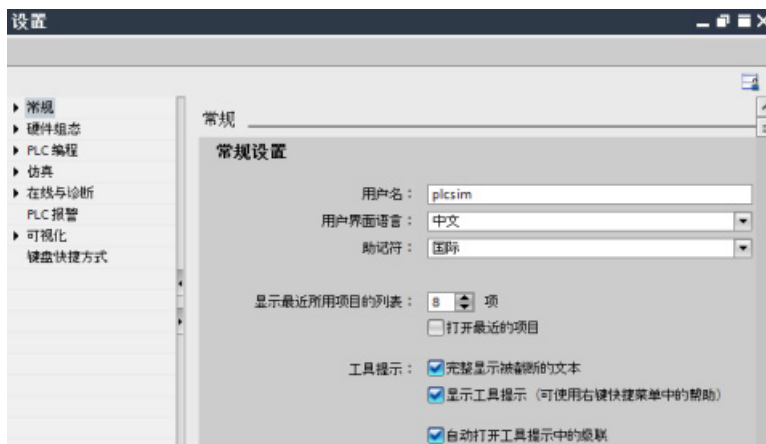 设置
常规
硬件组态
PLC 编程
仿真
在线与诊断
PLC 报警
可视化
键盘快捷方式
常规
常规设置
用户名：
plcsim
用户界面语言：
中文
助记符：
国际
显示最近所用项目的列表：
8
项
打开最近的项目
工具提示：
完整显示被截断的文本
显示工具提示（可使用右键快捷菜单中的帮助）
自动打开工具提示中的级联